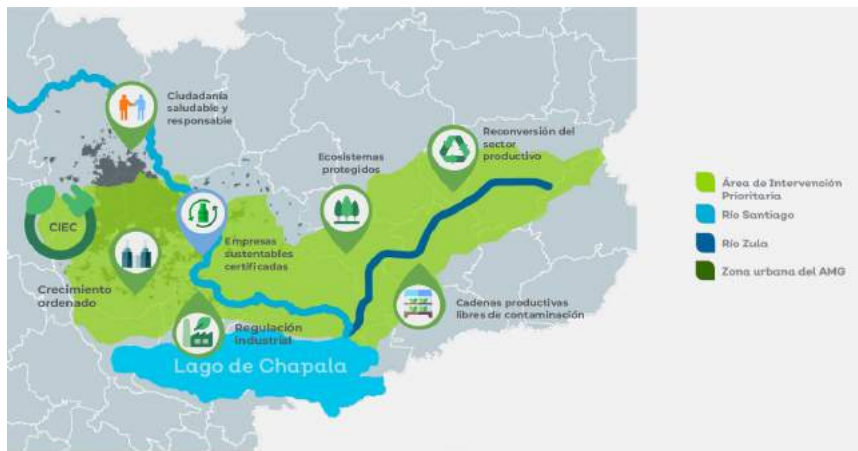 Ciudadanía
saludable y
responsable
Reconversión del
sector
productivo
Ecosistemas
protegidos
Área de Intervención
Prioritaria
Río Santiago
Río Zula
Zona urbana del AMG
CIEC
Empresas
sustentables
certificadas
Crecimiento
ordenado
Cadenas productivas
libres de contaminación
Regulación
industrial
Lago de Chapala